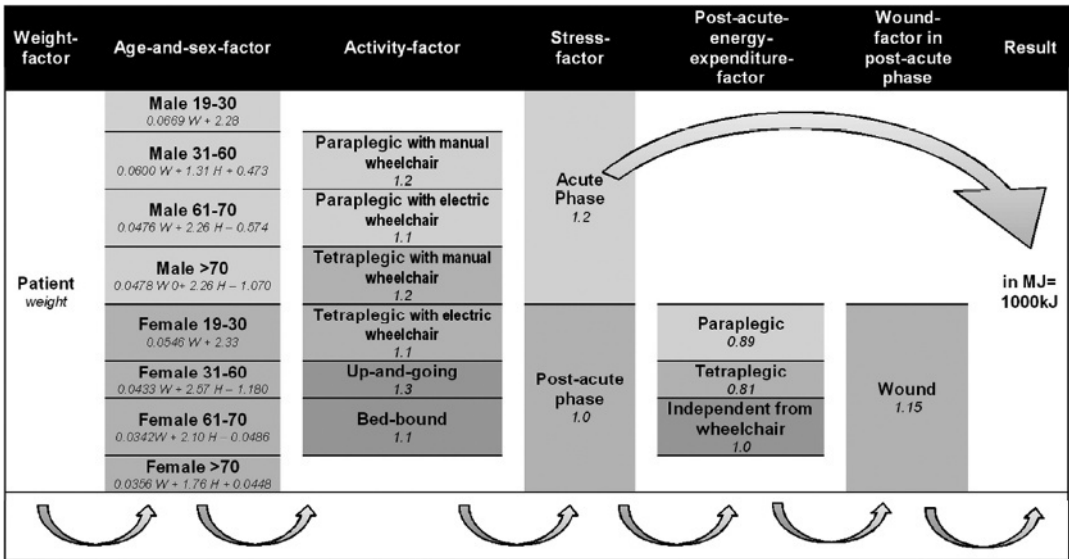 Weight-
factor
Age-and-sex-factor
Activity-factor
Stress-
factor
Post-acute-
energy-
expenditure-
factor
Wound-
factor in
post-acute
phase
Result
Patient
weight
Male 19-30
0.0669 W + 2.28
Male 31-60
0.0600 W + 1.31 H + 0.473
Male 61-70
0.0476 W + 2.26 H – 0.574
Male >70
0.0478 W 0+ 2.26 H – 1.070
Female 19-30
0.0546 W + 2.33
Female 31-60
0.0433 W + 2.57 H – 1.180
Female 61-70
0.0342W + 2.10 H – 0.0486
Female >70
0.0356 W + 1.76 H + 0.0448
Paraplegic with manual
wheelchair
1.2
Paraplegic with electric
wheelchair
1.1
Tetraplegic with manual
wheelchair
1.2
Tetraplegic with electric
wheelchair
1.1
Up-and-going
1.3
Bed-bound
1.1
Acute
Phase
1.2
Post-acute
phase
1.0
Paraplegic
0.89
Tetraplegic
0.81
Independent from
wheelchair
1.0
Wound
1.15
in MJ=
1000kJ